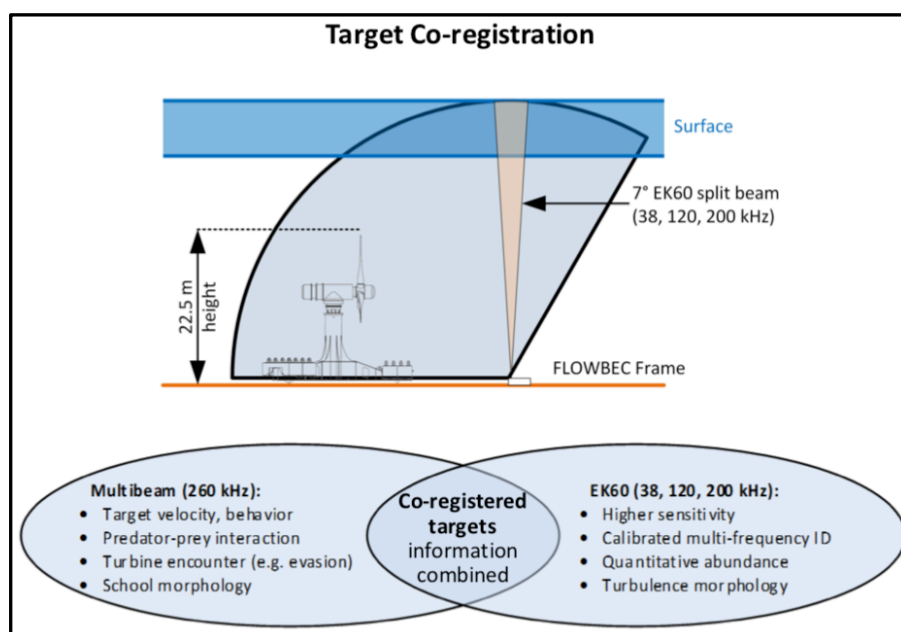 Target Co-registration
Surface
7° EK60 split beam
(38, 120, 200 kHz)
22.5 m
height
FLOWBEC Frame
Multibeam (260 kHz):
• Target velocity, behavior
• Predator-prey interaction
• Turbine encounter (e.g. evasion)
• School morphology
Co-registered
targets
information
combined
EK60 (38, 120, 200 kHz):
• Higher sensitivity
• Calibrated multi-frequency ID
• Quantitative abundance
• Turbulence morphology